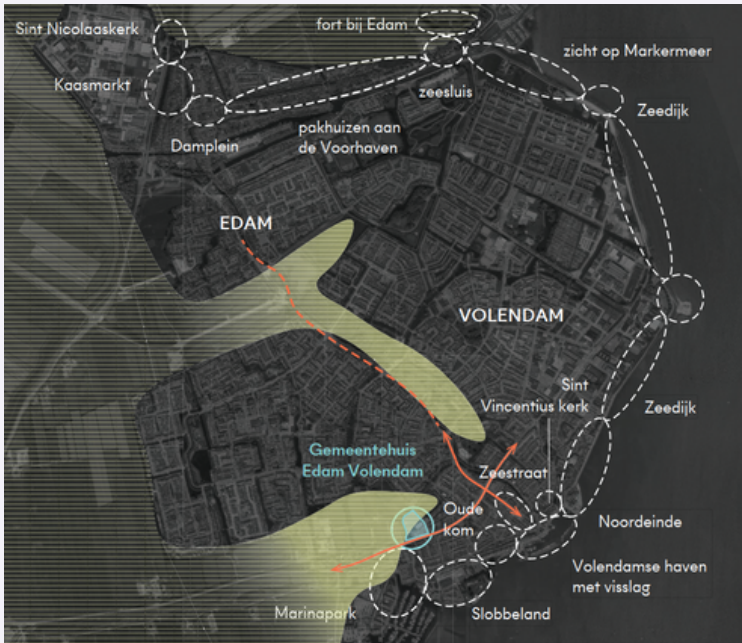 Sint Nicolaaskerk
fort bij Edam
zicht op Markermeer
Kaasmarkt
zeesluis
Zeedijk
Damplein
pakhuizen aan
de Voorhaven
EDAM
VOLENDAM
Sint
Vincentius kerk
Zeedijk
Gemeentehuis
Edam Volendam
Zeestraat
Oude
kom
Noordeinde
Volendamse haven
met visslag
Marinapark
Slobbeland